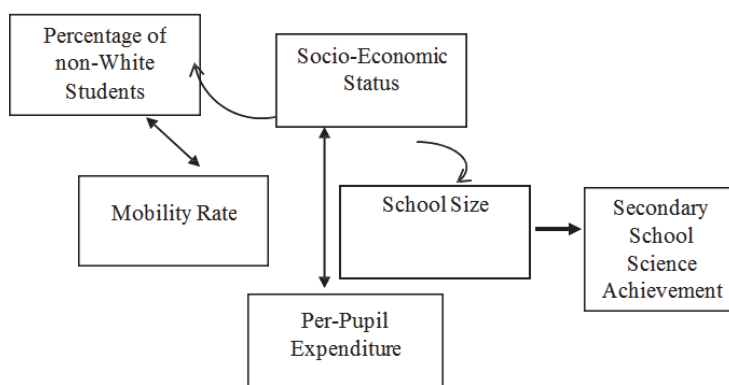 Percentage of
non-White
Students
Socio-Economic
Status
Mobility Rate
School Size
Secondary
School
Science
Achievement
Per-Pupil
Expenditure